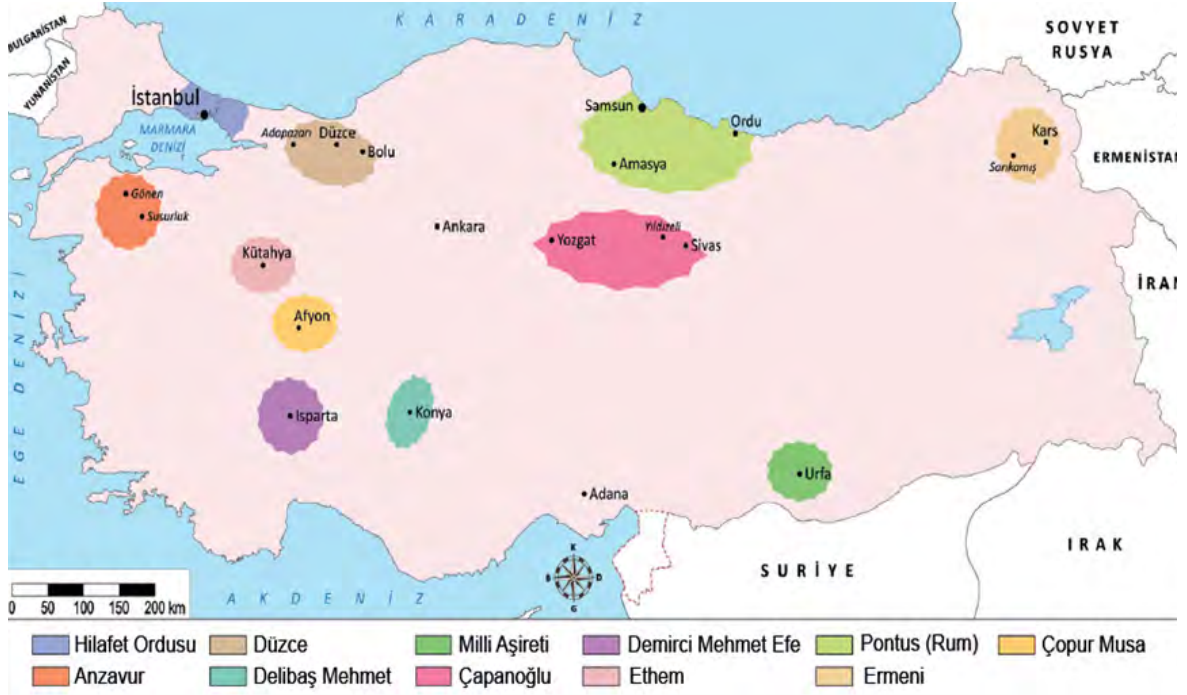 KARADENİZ
BULGARİSTAN
YUNANİSTAN
SOVYET
RUSYA
İstanbul
MARMARA
DENİZİ
Adapazarı
Düzce
Bolu
Samsun
Ordu
Amasya
Kars
Sarıkamış
ERMENİSTAN
Gönen
Susurluk
Ankara
Yozgat
Yıldızeli
Sivas
Kütahya
İRAN
Afyon
EGE DENİZİ
Isparta
Konya
Urfa
Adana
K
B
D
G
SURİYE
IRAK
AKDENİZ
0 50 100 150 200 km
Hilafet Ordusu Düzce Milli Aşireti Demirci Mehmet Efe Pontus (Rum) Çopur Musa
Anzavur Delibaş Mehmet Çapanoğlu Ethem Ermeni